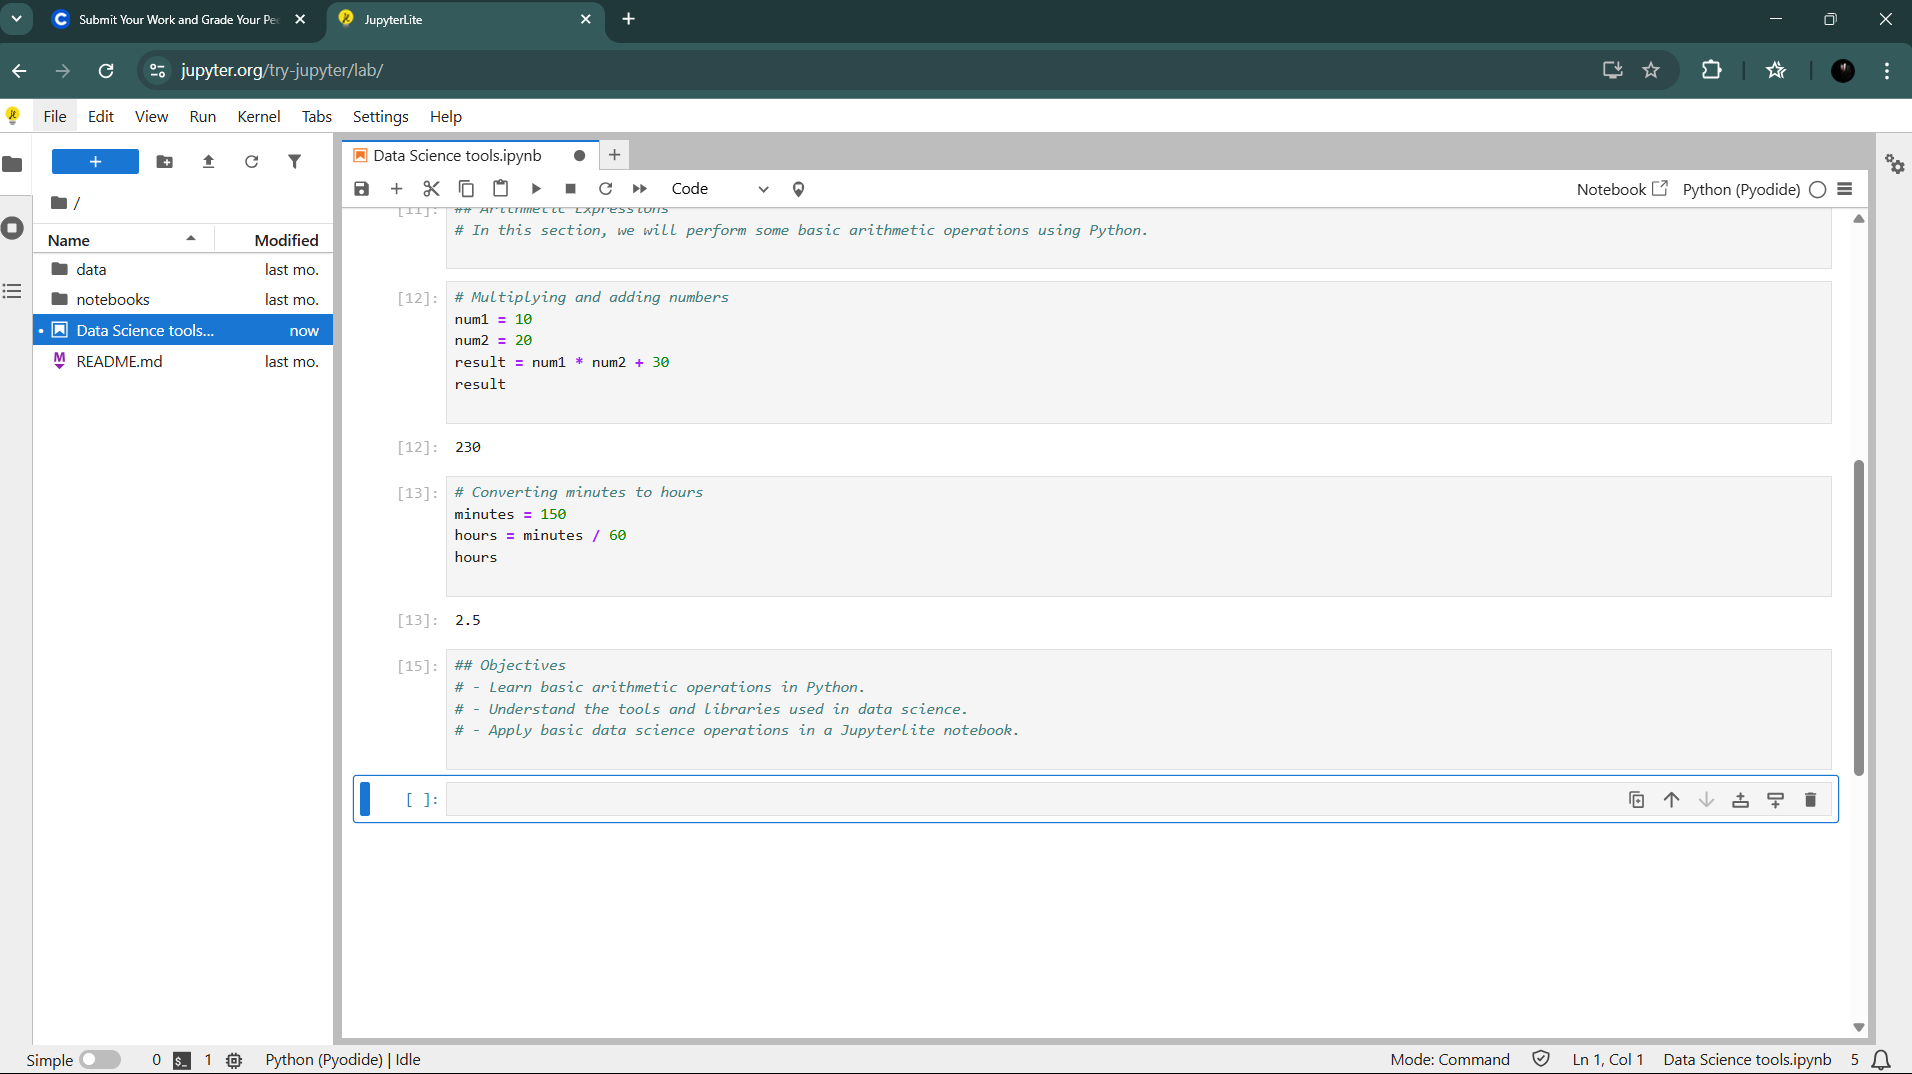 Submit Your Work and Grade Your Pe
JupyterLite
jupyter.org/try-jupyter/lab/
File Edit View Run Kernel Tabs Settings Help
Data Science tools.ipynb
Code
Notebook
Python (Pyodide)
/
Name
Modified
data last mo.
notebooks last mo.
Data Science tools... now
README.md last mo.
[11]: ## Arithmetic Expressions
# In this section, we will perform some basic arithmetic operations using Python.
[12]: # Multiplying and adding numbers
num1 = 10
num2 = 20
result = num1 * num2 + 30
result
[12]: 230
[13]: # Converting minutes to hours
minutes = 150
hours = minutes / 60
hours
[13]: 2.5
[15]: ## Objectives
# - Learn basic arithmetic operations in Python.
# - Understand the tools and libraries used in data science.
# - Apply basic data science operations in a Jupyterlite notebook.
[ ]:
Simple 0 $_ 1 Python (Pyodide) | Idle
Mode: Command Ln 1, Col 1 Data Science tools.ipynb 5